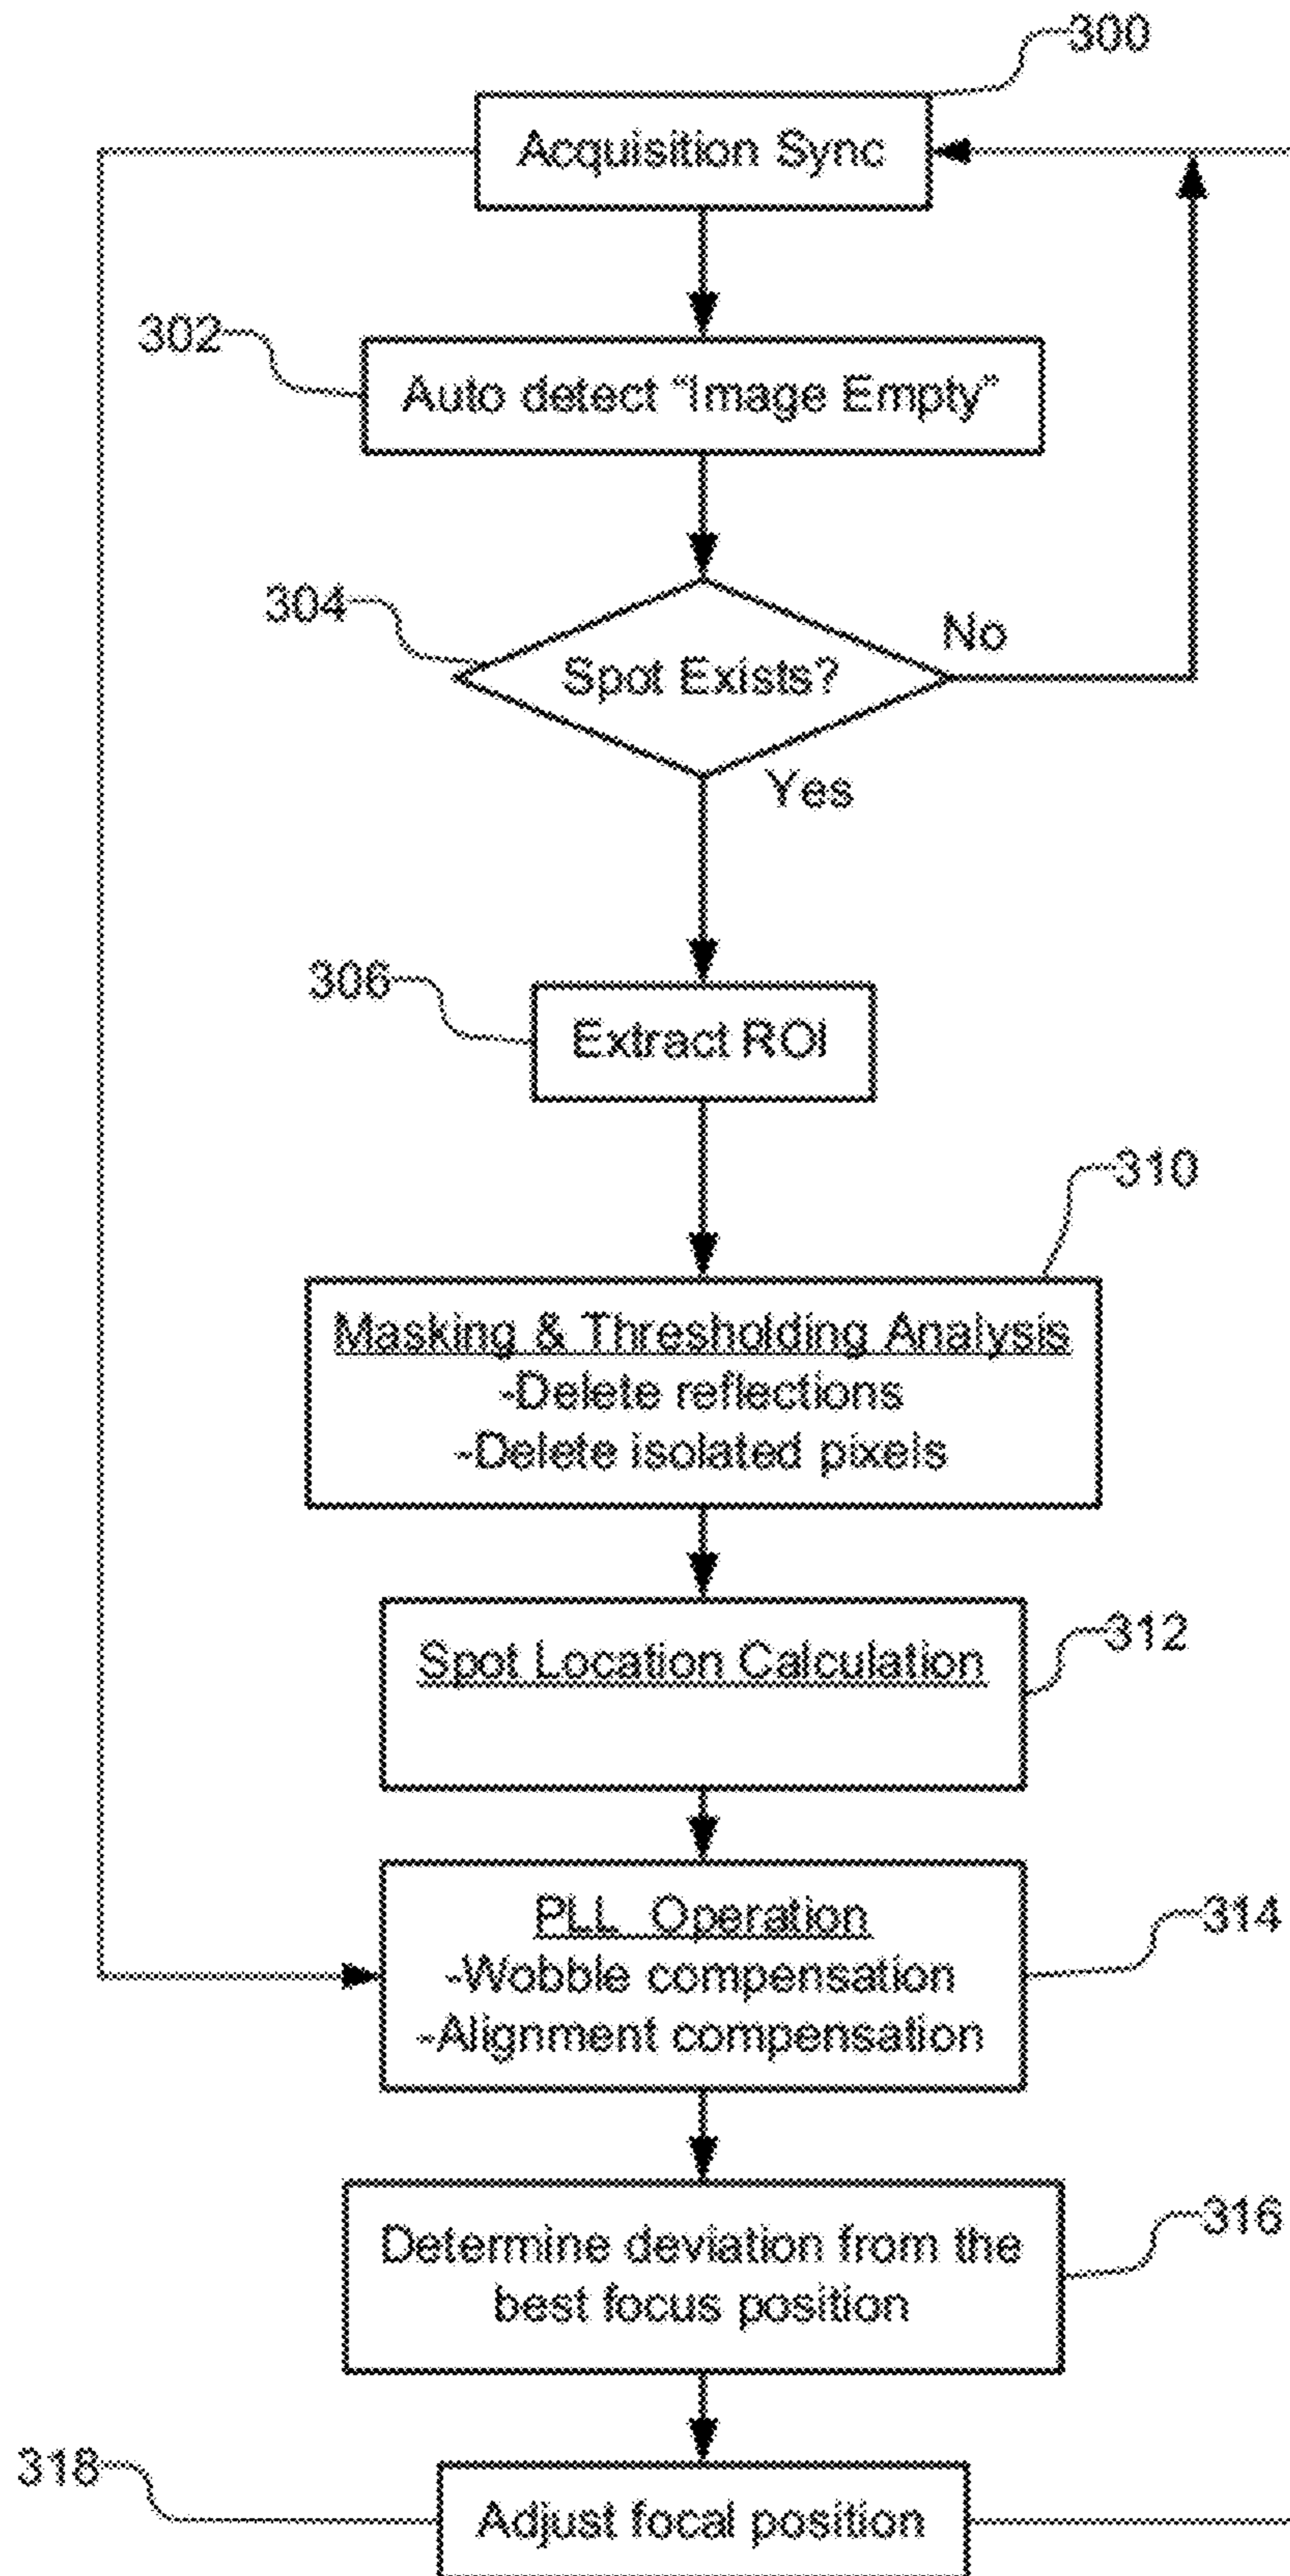 300
Acquisition Sync
302
Auto detect “Image Empty”
304
Spot Exists?
No
Yes
306
Extract ROI
310
Masking & Thresholding Analysis
-Delete reflections
-Delete isolated pixels
312
Spot Location Calculation
314
PLL Operation
-Wobble compensation
-Alignment compensation
316
Determine deviation from the
best focus position
318
Adjust focal position